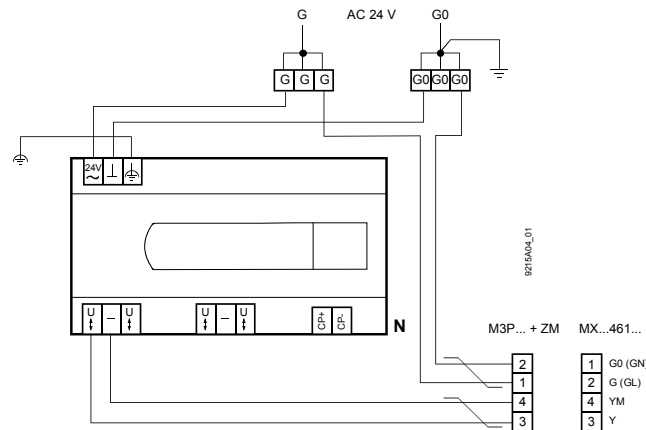 G AC 24 V G0
G G G G0 G0 G0
24V
~ ⊥
U – U U – U CP+ CP-
N
9215A04_01
M3P... + ZM MX...461...
2 1 G0 (GN)
1 2 G (GL)
4 4 YM
3 3 Y